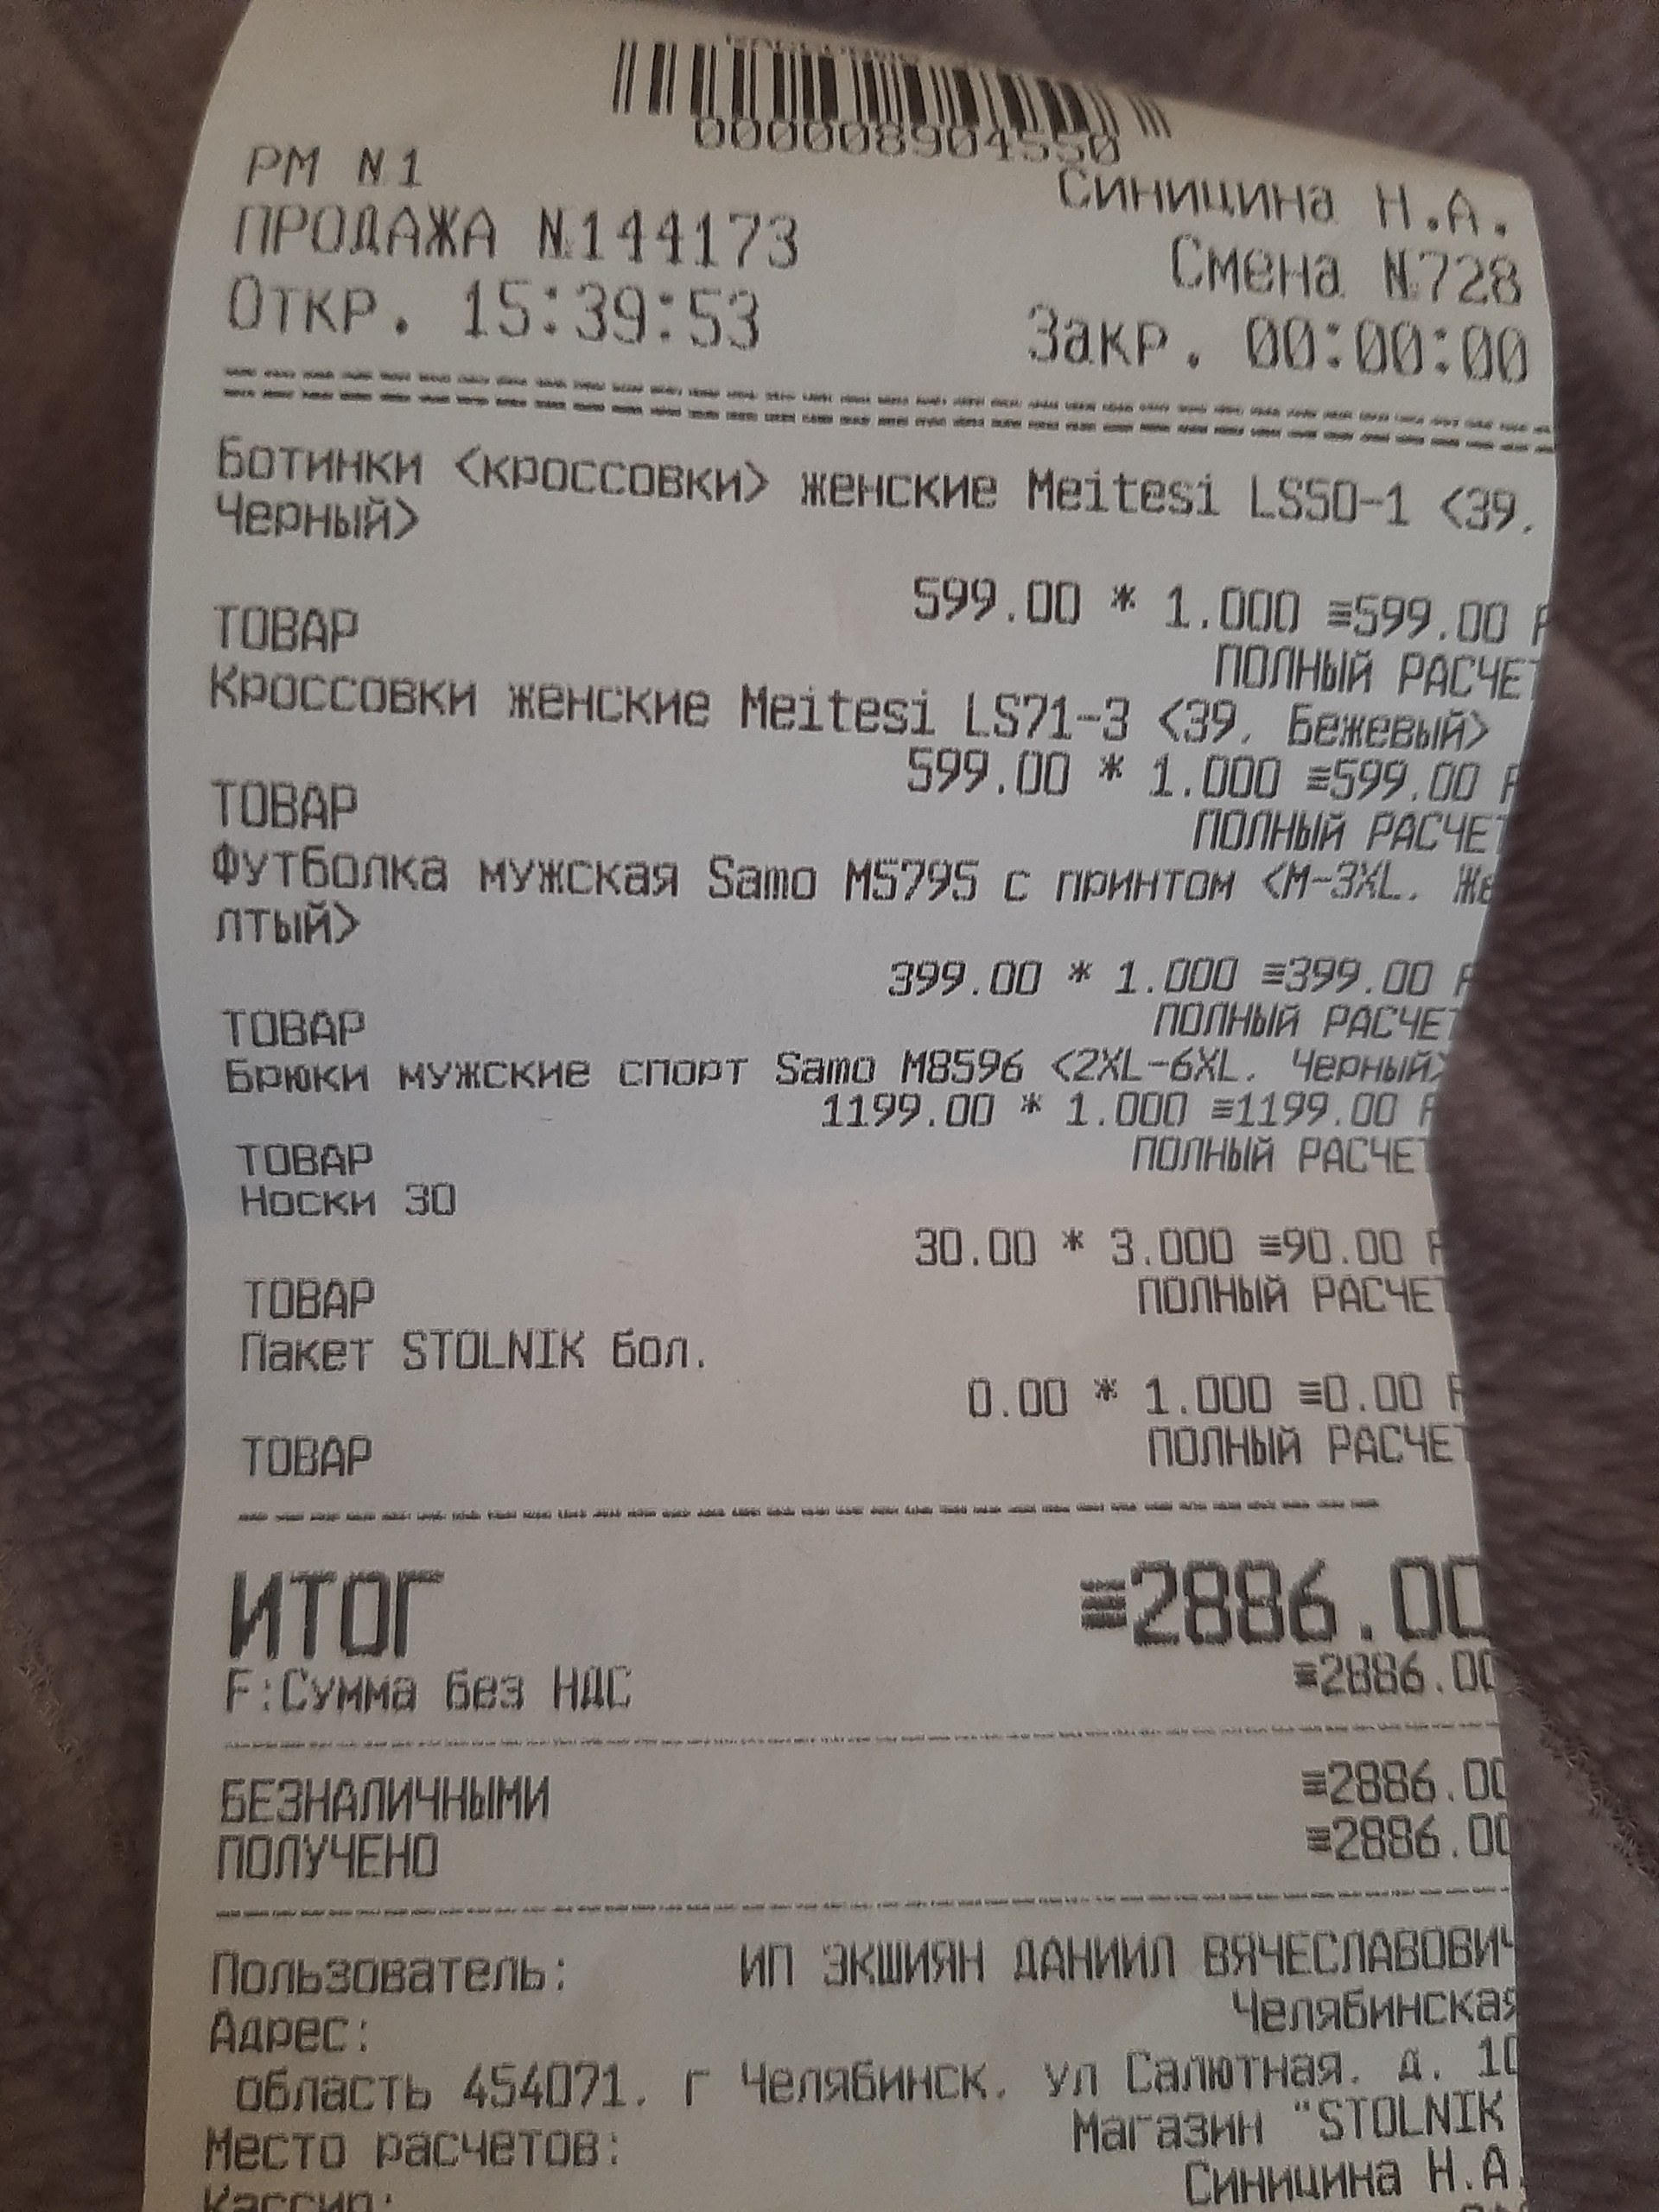 000008904550
РМ N1
Синицина Н.А.
ПРОДАЖА N144173
Смена N728
Откр. 15:39:53
Закр. 00:00:00
Ботинки <кроссовки> женские Meitesi LS50-1 <39,
Черный>
599.00 * 1.000 ≡599.00
ТОВАР
ПОЛНЫЙ РАСЧЕТ
Кроссовки женские Meitesi LS71-3 <39, Бежевый>
599.00 * 1.000 ≡599.00
ТОВАР
ПОЛНЫЙ РАСЧЕТ
Футболка мужская Samo M5795 с принтом <M-3XL, Же
лтый>
399.00 * 1.000 ≡399.00
ТОВАР
ПОЛНЫЙ РАСЧЕТ
Брюки мужские спорт Samo M8596 <2XL-6XL, Черный>
1199.00 * 1.000 ≡1199.00
ТОВАР
ПОЛНЫЙ РАСЧЕТ
Носки 30
30.00 * 3.000 ≡90.00
ТОВАР
ПОЛНЫЙ РАСЧЕТ
Пакет STOLNIK бол.
0.00 * 1.000 ≡0.00
ТОВАР
ПОЛНЫЙ РАСЧЕТ
ИТОГ ≡2886.00
F:Сумма без НДС ≡2886.00
БЕЗНАЛИЧНЫМИ ≡2886.00
ПОЛУЧЕНО ≡2886.00
Пользователь: ИП ЭКШИЯН ДАНИИЛ ВЯЧЕСЛАВОВИЧ
Адрес: Челябинская
область 454071, г Челябинск, ул Салютная, д. 10
Место расчетов: Магазин "STOLNIK
Кассир: Синицина Н.А.